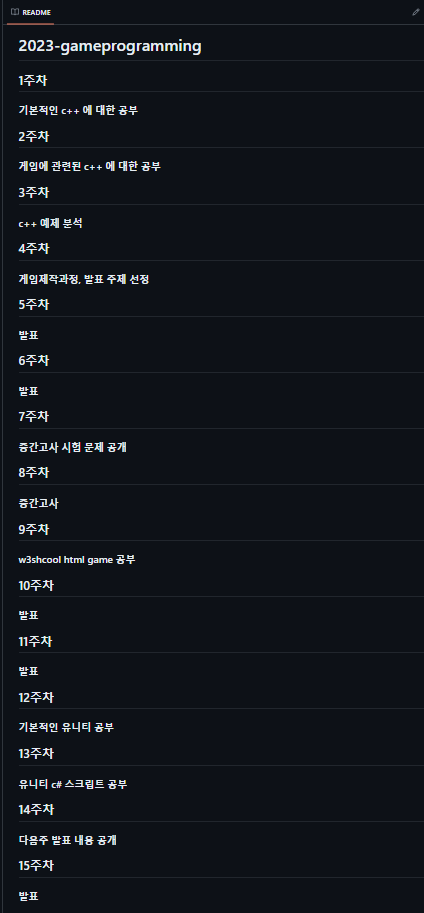 README
2023-gameprogramming
1주차
기본적인 c++ 에 대한 공부
2주차
게임에 관련된 c++ 에 대한 공부
3주차
c++ 예제 분석
4주차
게임제작과정, 발표 주제 선정
5주차
발표
6주차
발표
7주차
중간고사 시험 문제 공개
8주차
중간고사
9주차
w3shcool html game 공부
10주차
발표
11주차
발표
12주차
기본적인 유니티 공부
13주차
유니티 c# 스크립트 공부
14주차
다음주 발표 내용 공개
15주차
발표